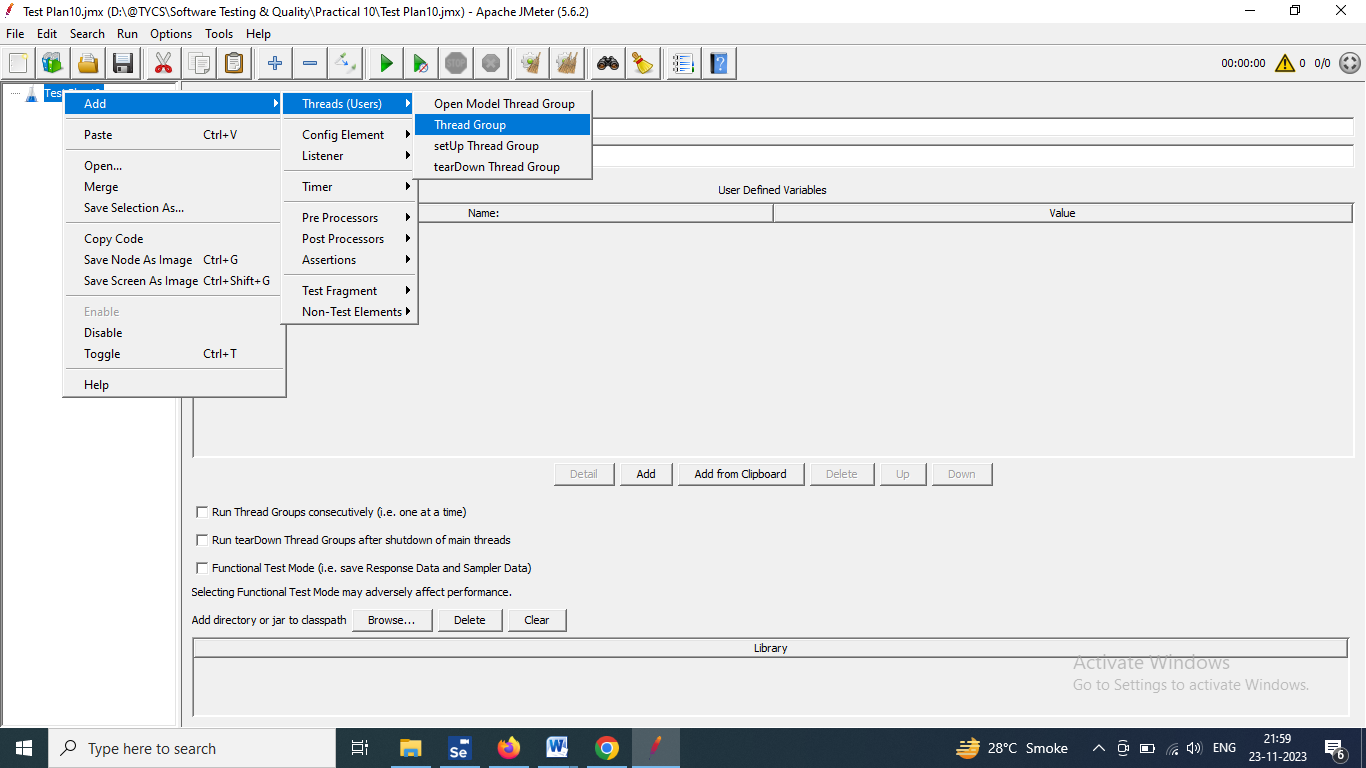 Test Plan10.jmx (D:\@TYCS\Software Testing & Quality\Practical 10\Test Plan10.jmx) - Apache JMeter (5.6.2)
File Edit Search Run Options Tools Help
00:00:00 0 0/0
Add
Paste Ctrl+V
Open...
Merge
Save Selection As...
Copy Code
Save Node As Image Ctrl+G
Save Screen As Image Ctrl+Shift+G
Enable
Disable
Toggle Ctrl+T
Help
Threads (Users)
Config Element
Listener
Timer
Pre Processors
Post Processors
Assertions
Test Fragment
Non-Test Elements
Open Model Thread Group
Thread Group
setUp Thread Group
tearDown Thread Group
User Defined Variables
Name: Value
Detail Add Add from Clipboard Delete Up Down
Run Thread Groups consecutively (i.e. one at a time)
Run tearDown Thread Groups after shutdown of main threads
Functional Test Mode (i.e. save Response Data and Sampler Data)
Selecting Functional Test Mode may adversely affect performance.
Add directory or jar to classpath Browse... Delete Clear
Library
Activate Windows
Go to Settings to activate Windows.
Type here to search
Se
W
28°C Smoke
ENG
21:59
23-11-2023
6